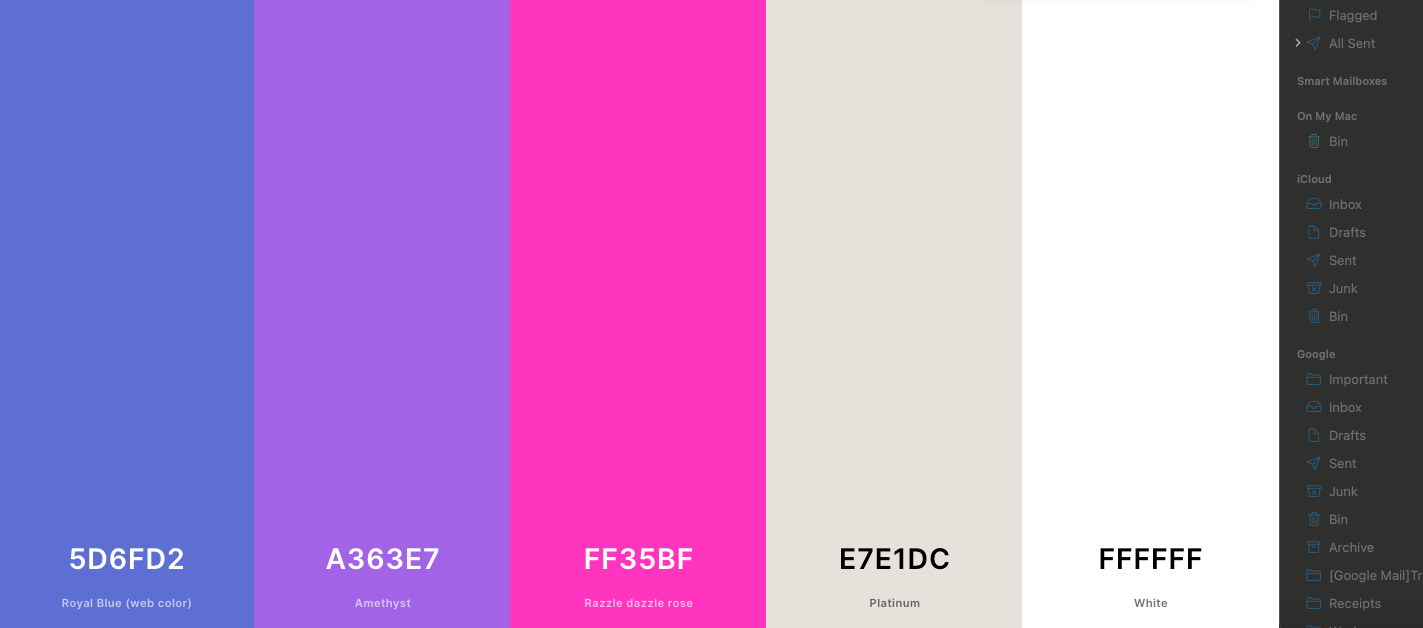 5D6FD2
Royal Blue (web color)
A363E7
Amethyst
FF35BF
Razzle dazzle rose
E7E1DC
Platinum
FFFFFF
White
Flagged
All Sent
Smart Mailboxes
On My Mac
Bin
iCloud
Inbox
Drafts
Sent
Junk
Bin
Google
Important
Inbox
Drafts
Sent
Junk
Bin
Archive
[Google Mail]Tr
Receipts